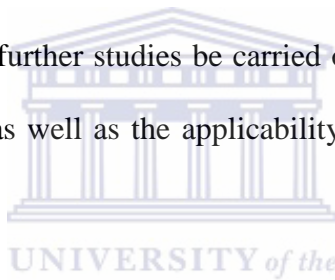 further studies be carried
as well as the applicability
UNIVERSITY of the